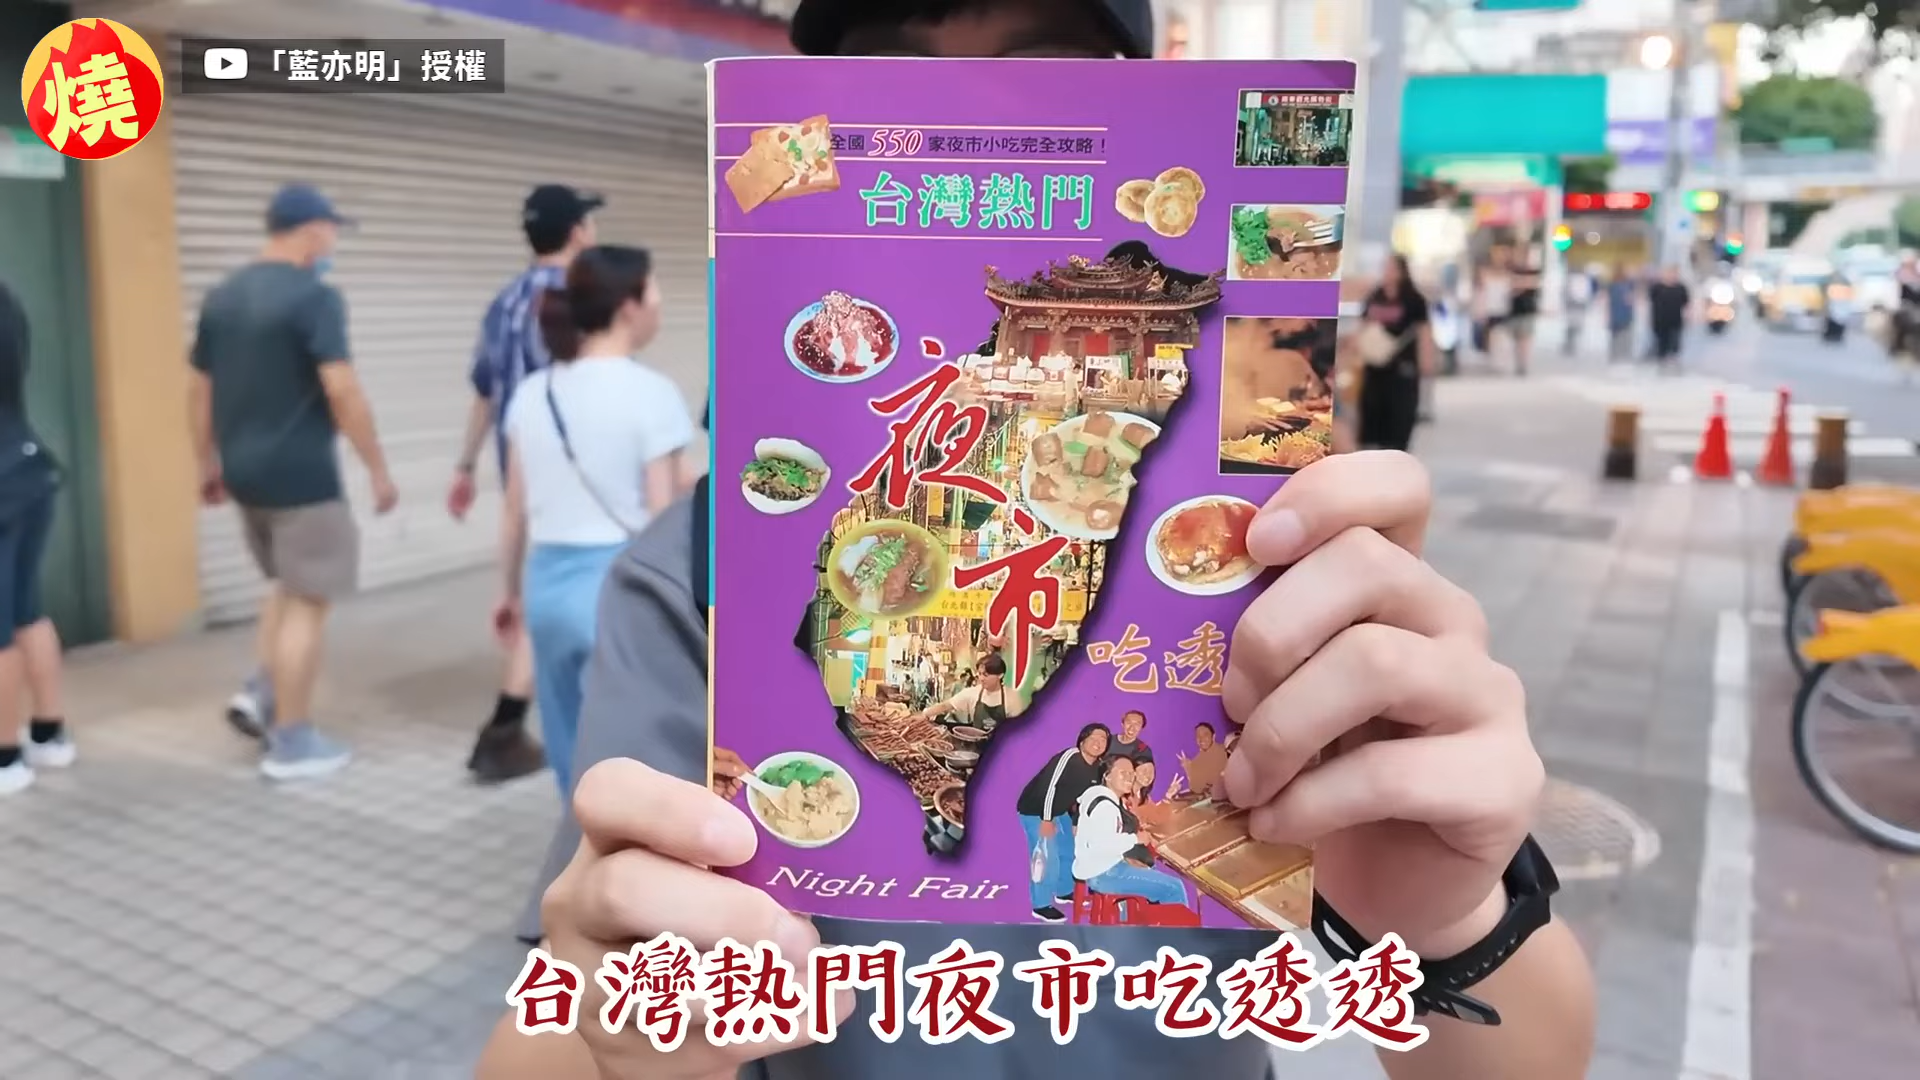 燒
「藍亦明」授權
全國550家夜市小吃完全攻略！
台灣熱門
夜市
吃透
Night Fair
台灣熱門夜市吃透透